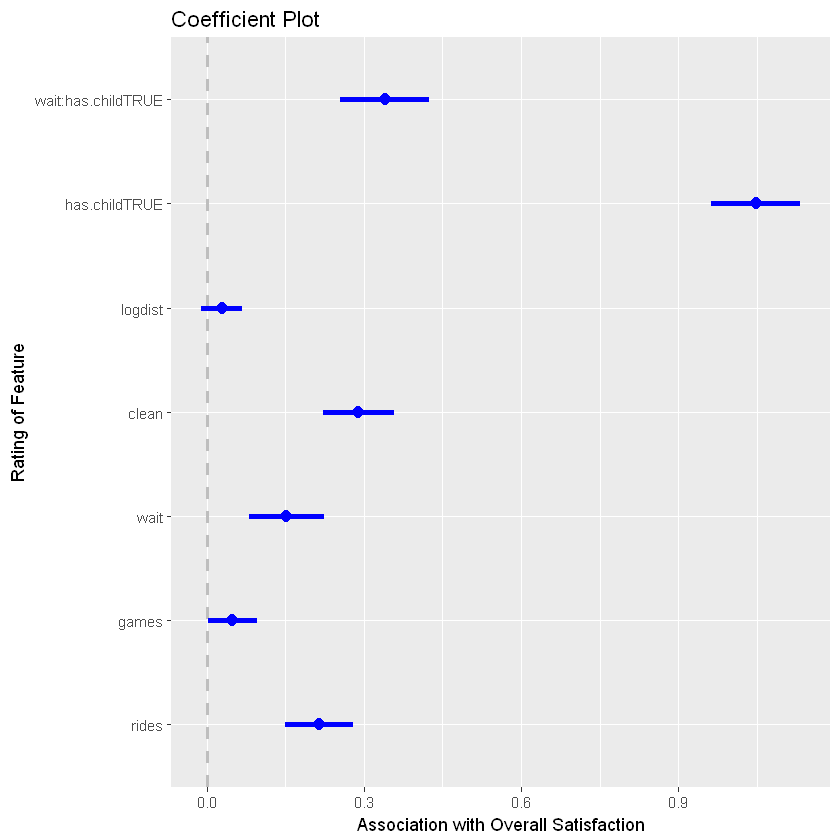 Coefficient Plot
wait:has.childTRUE
has.childTRUE
logdist
clean
wait
games
rides
Rating of Feature
0.0 0.3 0.6 0.9
Association with Overall Satisfaction